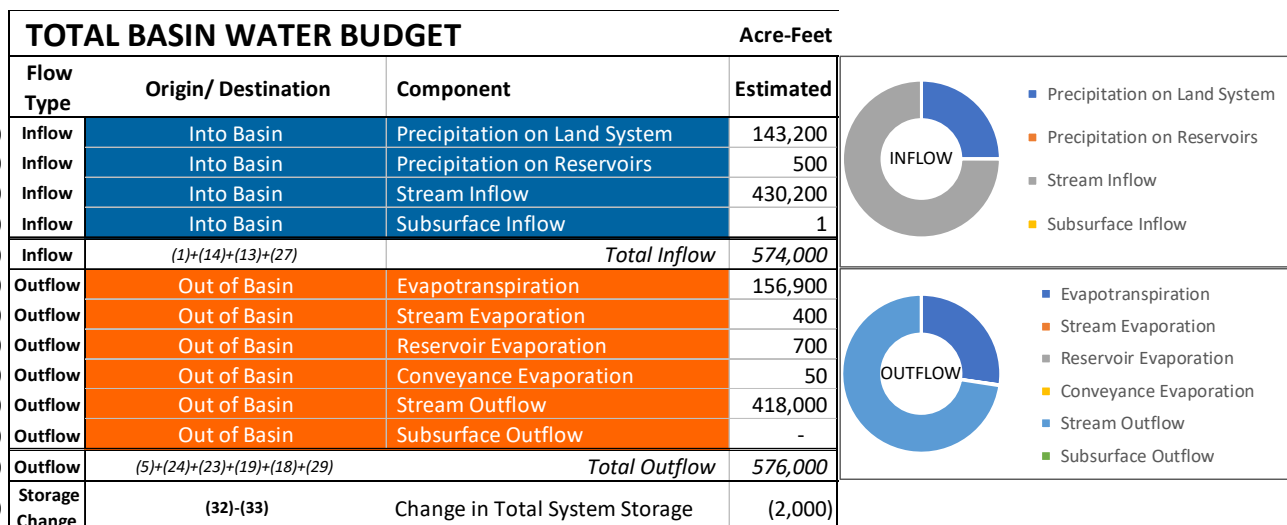 TOTAL BASIN WATER BUDGET Acre-Feet
Flow Type Origin/ Destination Component Estimated
) Inflow Into Basin Precipitation on Land System 143,200
) Inflow Into Basin Precipitation on Reservoirs 500
) Inflow Into Basin Stream Inflow 430,200
) Inflow Into Basin Subsurface Inflow 1
) Inflow (1)+(14)+(13)+(27) Total Inflow 574,000
) Outflow Out of Basin Evapotranspiration 156,900
) Outflow Out of Basin Stream Evaporation 400
) Outflow Out of Basin Reservoir Evaporation 700
) Outflow Out of Basin Conveyance Evaporation 50
) Outflow Out of Basin Stream Outflow 418,000
) Outflow Out of Basin Subsurface Outflow -
) Outflow (5)+(24)+(23)+(19)+(18)+(29) Total Outflow 576,000
) Storage Change (32)-(33) Change in Total System Storage (2,000)
INFLOW
Precipitation on Land System
Precipitation on Reservoirs
Stream Inflow
Subsurface Inflow
OUTFLOW
Evapotranspiration
Stream Evaporation
Reservoir Evaporation
Conveyance Evaporation
Stream Outflow
Subsurface Outflow